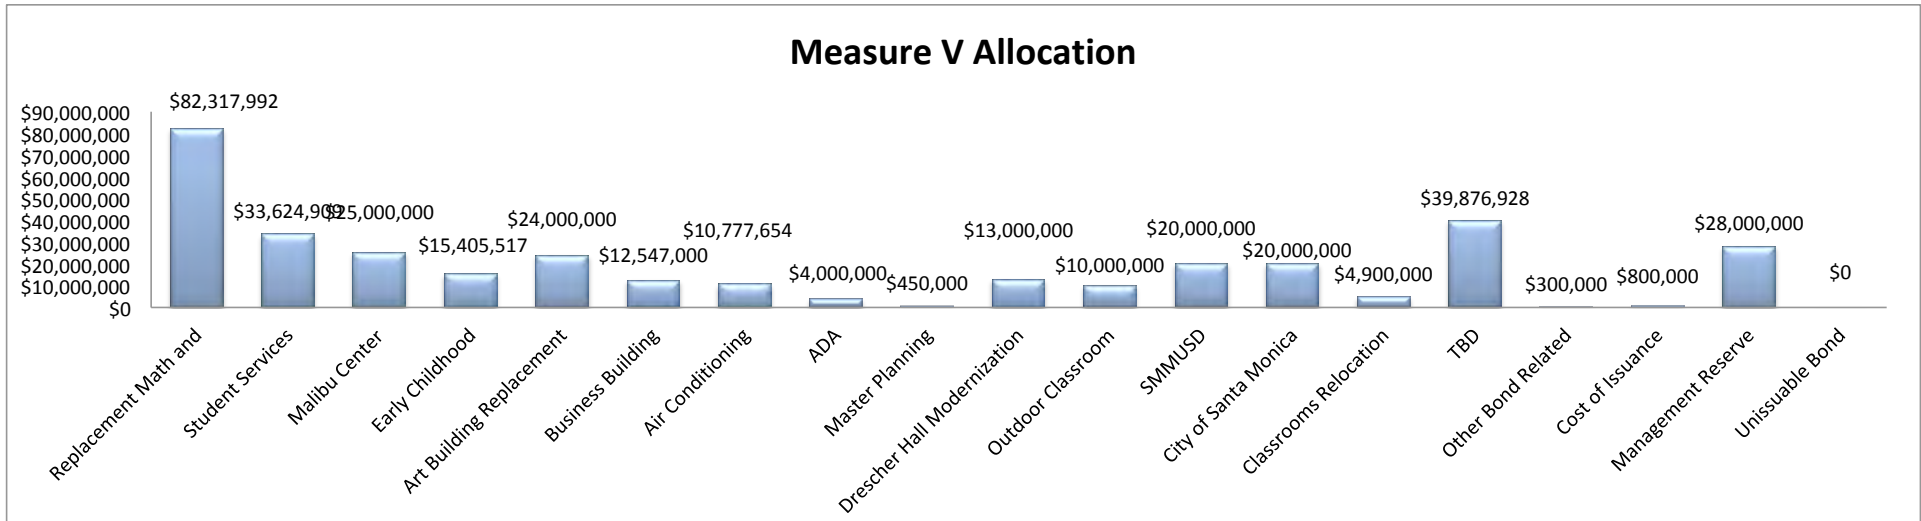 Measure V Allocation
$90,000,000
$80,000,000
$70,000,000
$60,000,000
$50,000,000
$40,000,000
$30,000,000
$20,000,000
$10,000,000
$0
$82,317,992
$33,624,909
$25,000,000
$15,405,517
$24,000,000
$12,547,000
$10,777,654
$4,000,000
$450,000
$13,000,000
$10,000,000
$20,000,000
$20,000,000
$4,900,000
$39,876,928
$300,000
$800,000
$28,000,000
$0
Replacement Math and
Student Services
Malibu Center
Early Childhood
Art Building Replacement
Business Building
Air Conditioning
ADA
Master Planning
Drescher Hall Modernization
Outdoor Classroom
SMMUSD
City of Santa Monica
Classrooms Relocation
TBD
Other Bond Related
Cost of Issuance
Management Reserve
Unissuable Bond